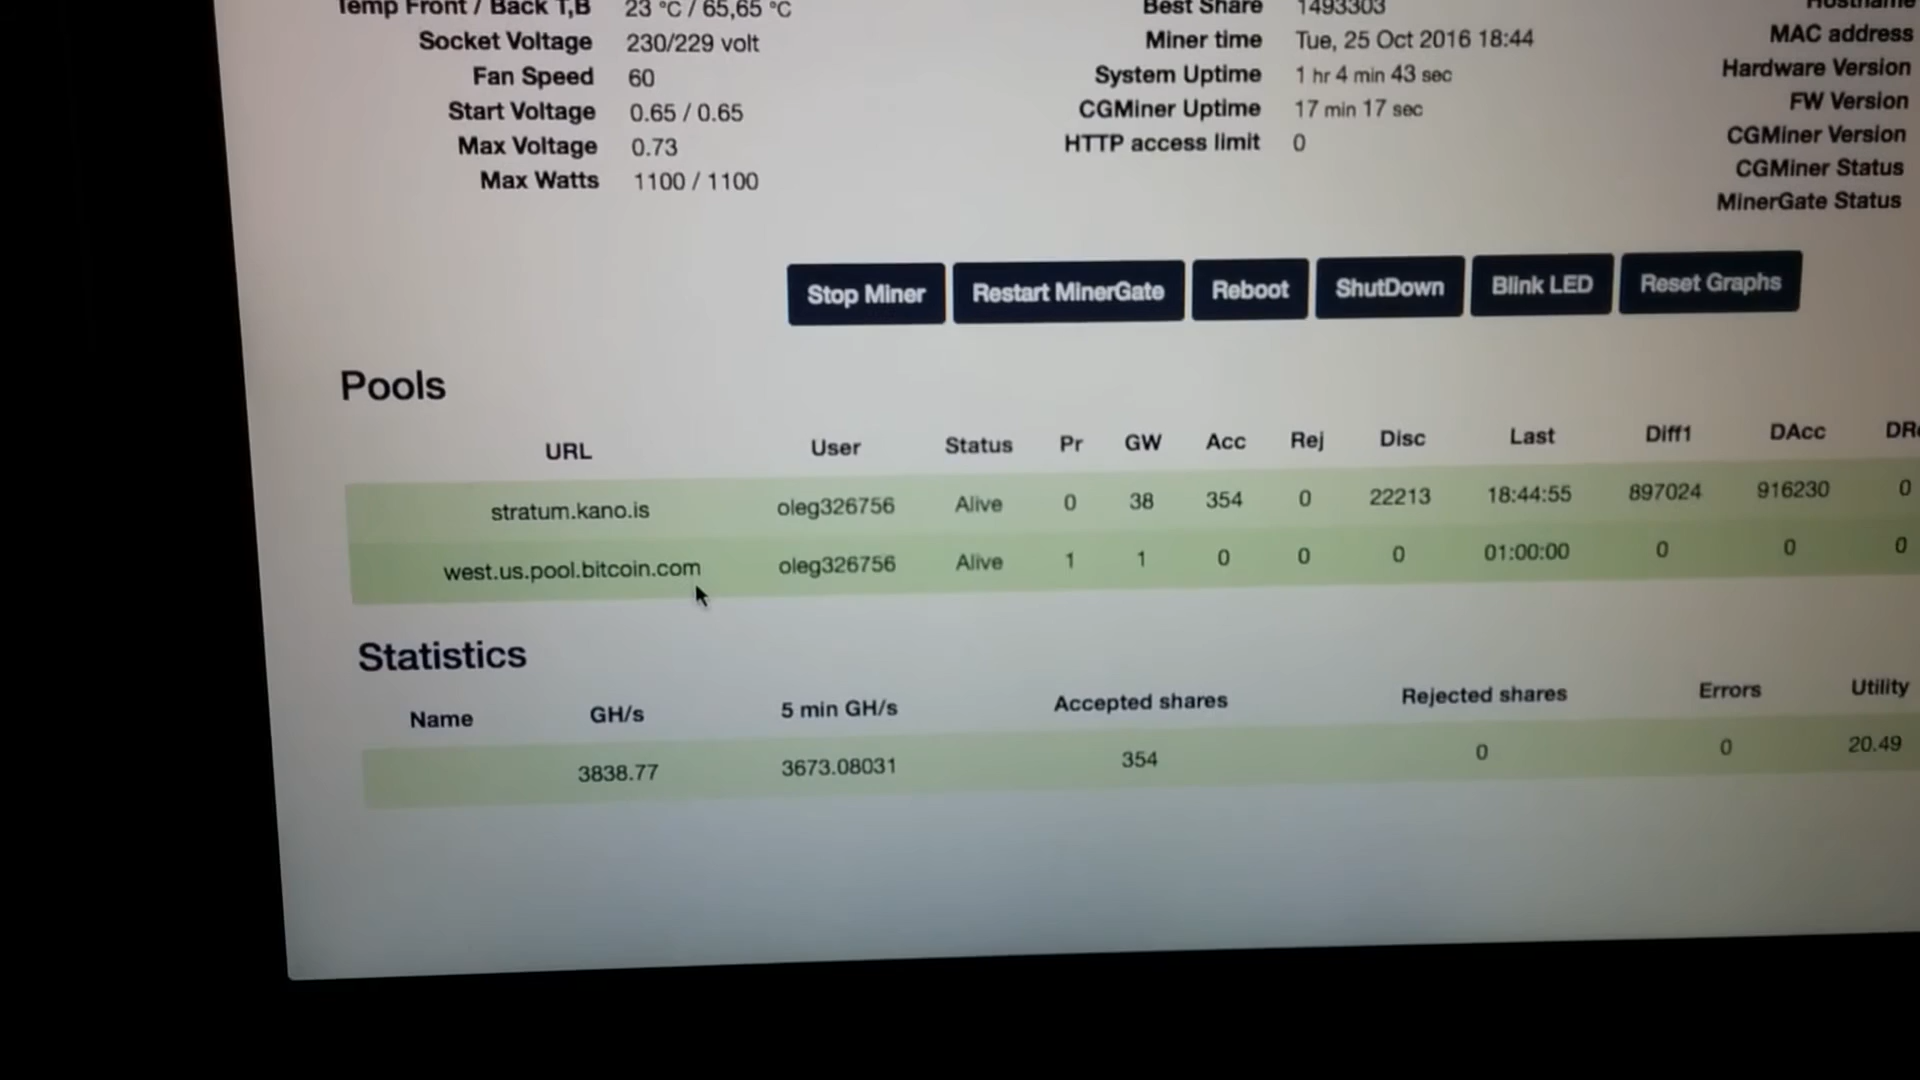 Temp Front / Back T,B 23 °C / 65,65 °C
Socket Voltage 230/229 volt
Fan Speed 60
Start Voltage 0.65 / 0.65
Max Voltage 0.73
Max Watts 1100 / 1100
Best Share 1493303
Miner time Tue, 25 Oct 2016 18:44
System Uptime 1 hr 4 min 43 sec
CGMiner Uptime 17 min 17 sec
HTTP access limit 0
Hostname
MAC address
Hardware Version
FW Version
CGMiner Version
CGMiner Status
MinerGate Status
Stop Miner Restart MinerGate Reboot ShutDown Blink LED Reset Graphs
Pools
URL User Status Pr GW Acc Rej Disc Last Diff1 DAcc
stratum.kano.is oleg326756 Alive 0 38 354 0 22213 18:44:55 897024 916230 0
west.us.pool.bitcoin.com oleg326756 Alive 1 1 0 0 0 01:00:00 0 0 0
Statistics
Name GH/s 5 min GH/s Accepted shares Rejected shares Errors Utility
3838.77 3673.08031 354 0 0 20.49